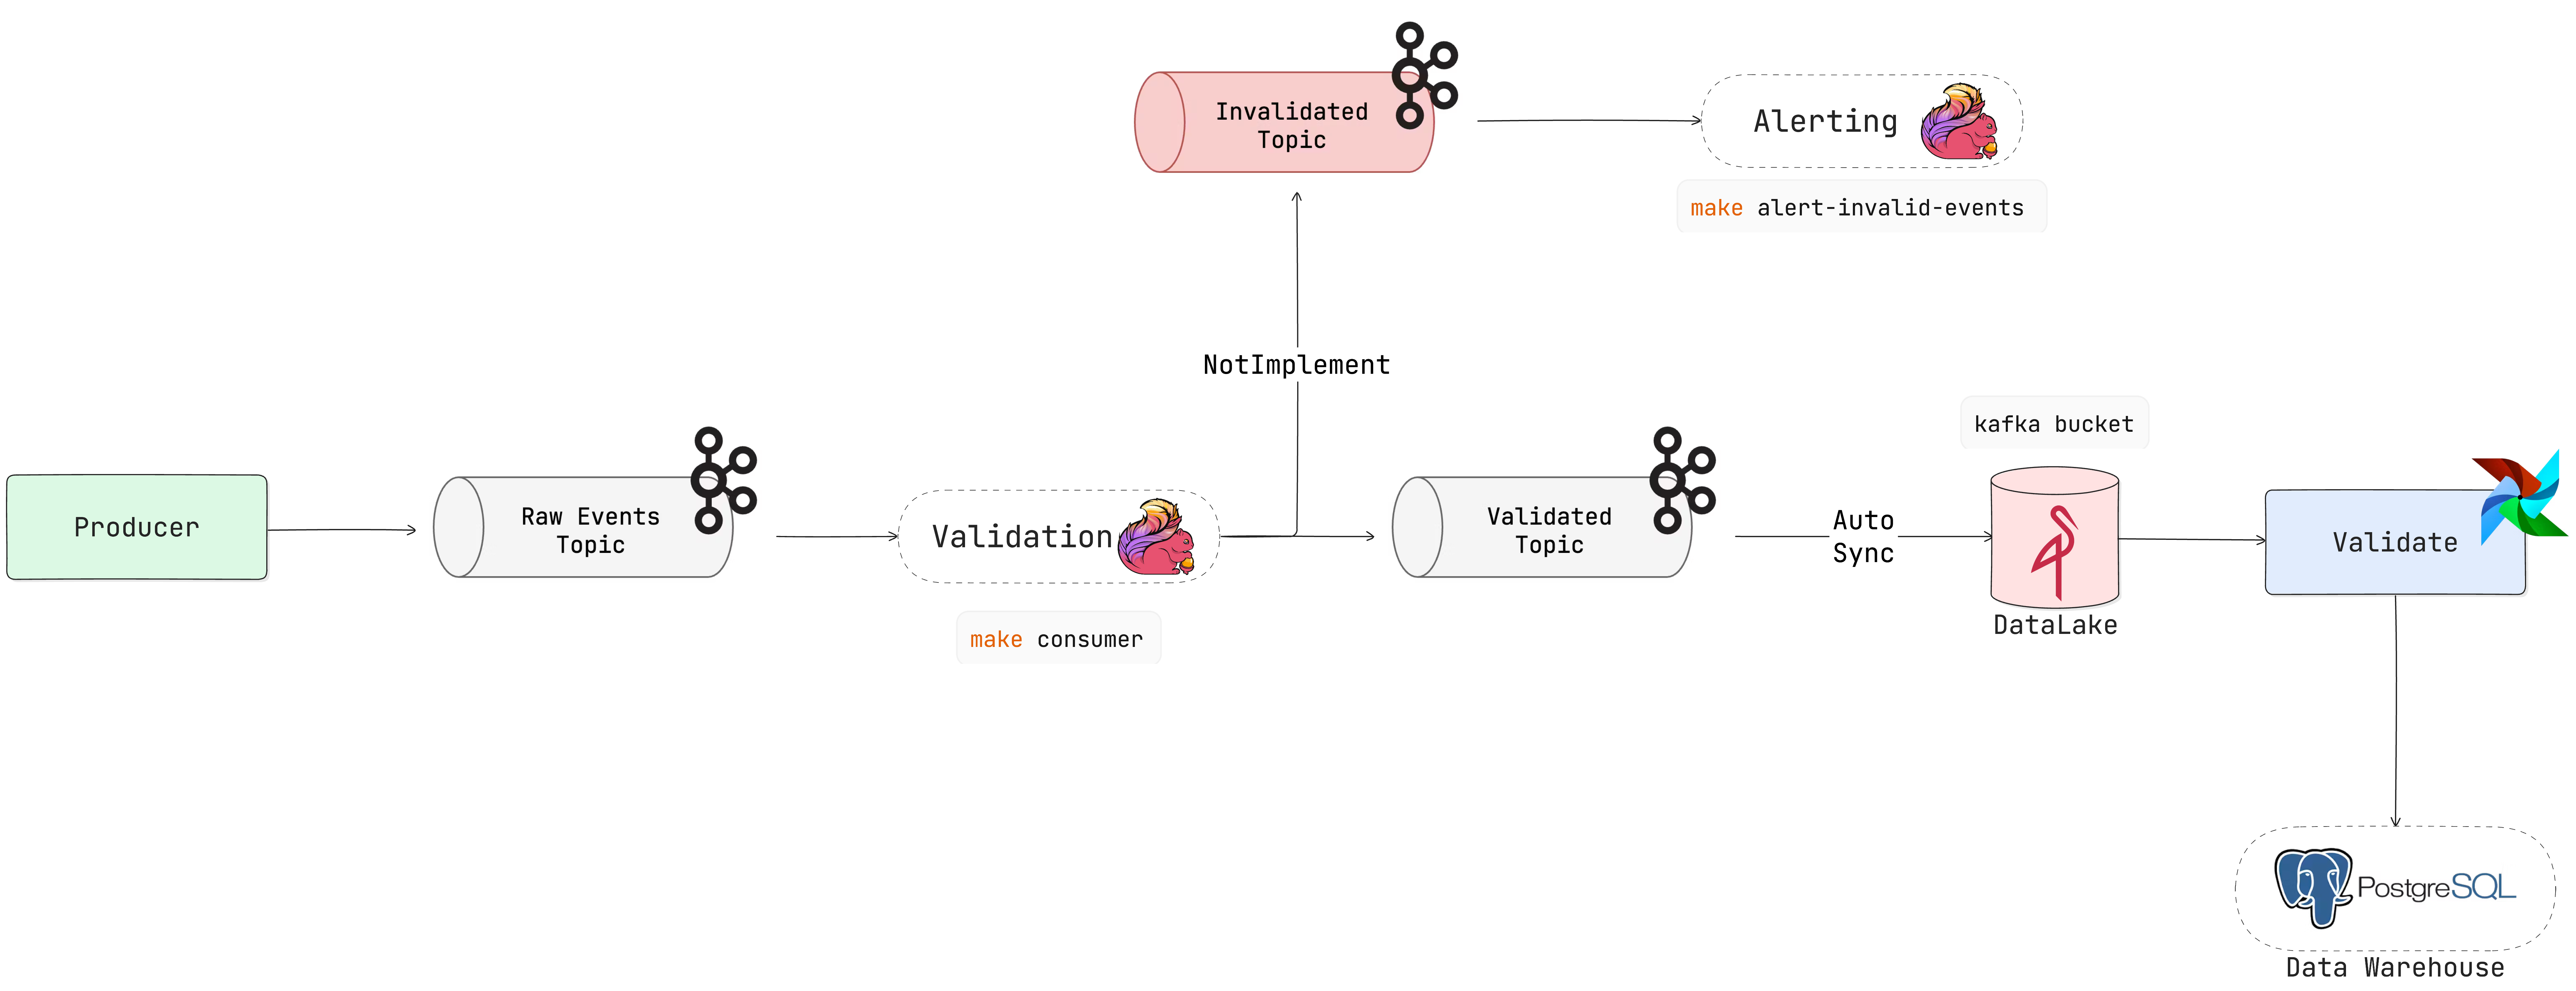 Invalidated
Topic
Alerting
make alert-invalid-events
NotImplement
kafka bucket
Producer
Raw Events
Topic
Validation
make consumer
Validated
Topic
Auto
Sync
DataLake
Validate
PostgreSQL
Data Warehouse